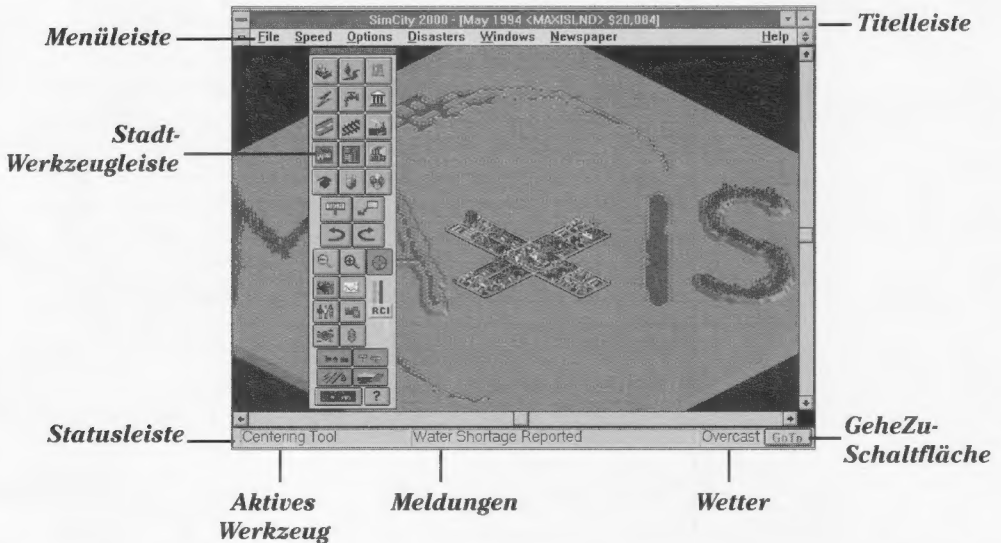 SimCity 2000 - [May 1994 <MAXISLND> $20,084]
Titelleiste
Menüleiste
File Speed Options Disasters Windows Newspaper Help
Stadt-
Werkzeugleiste
M X IS
RCI
?
Statusleiste
Centering Tool Water Shortage Reported Overcast GoTo
GeheZu-
Schaltfläche
Aktives
Werkzeug
Meldungen
Wetter